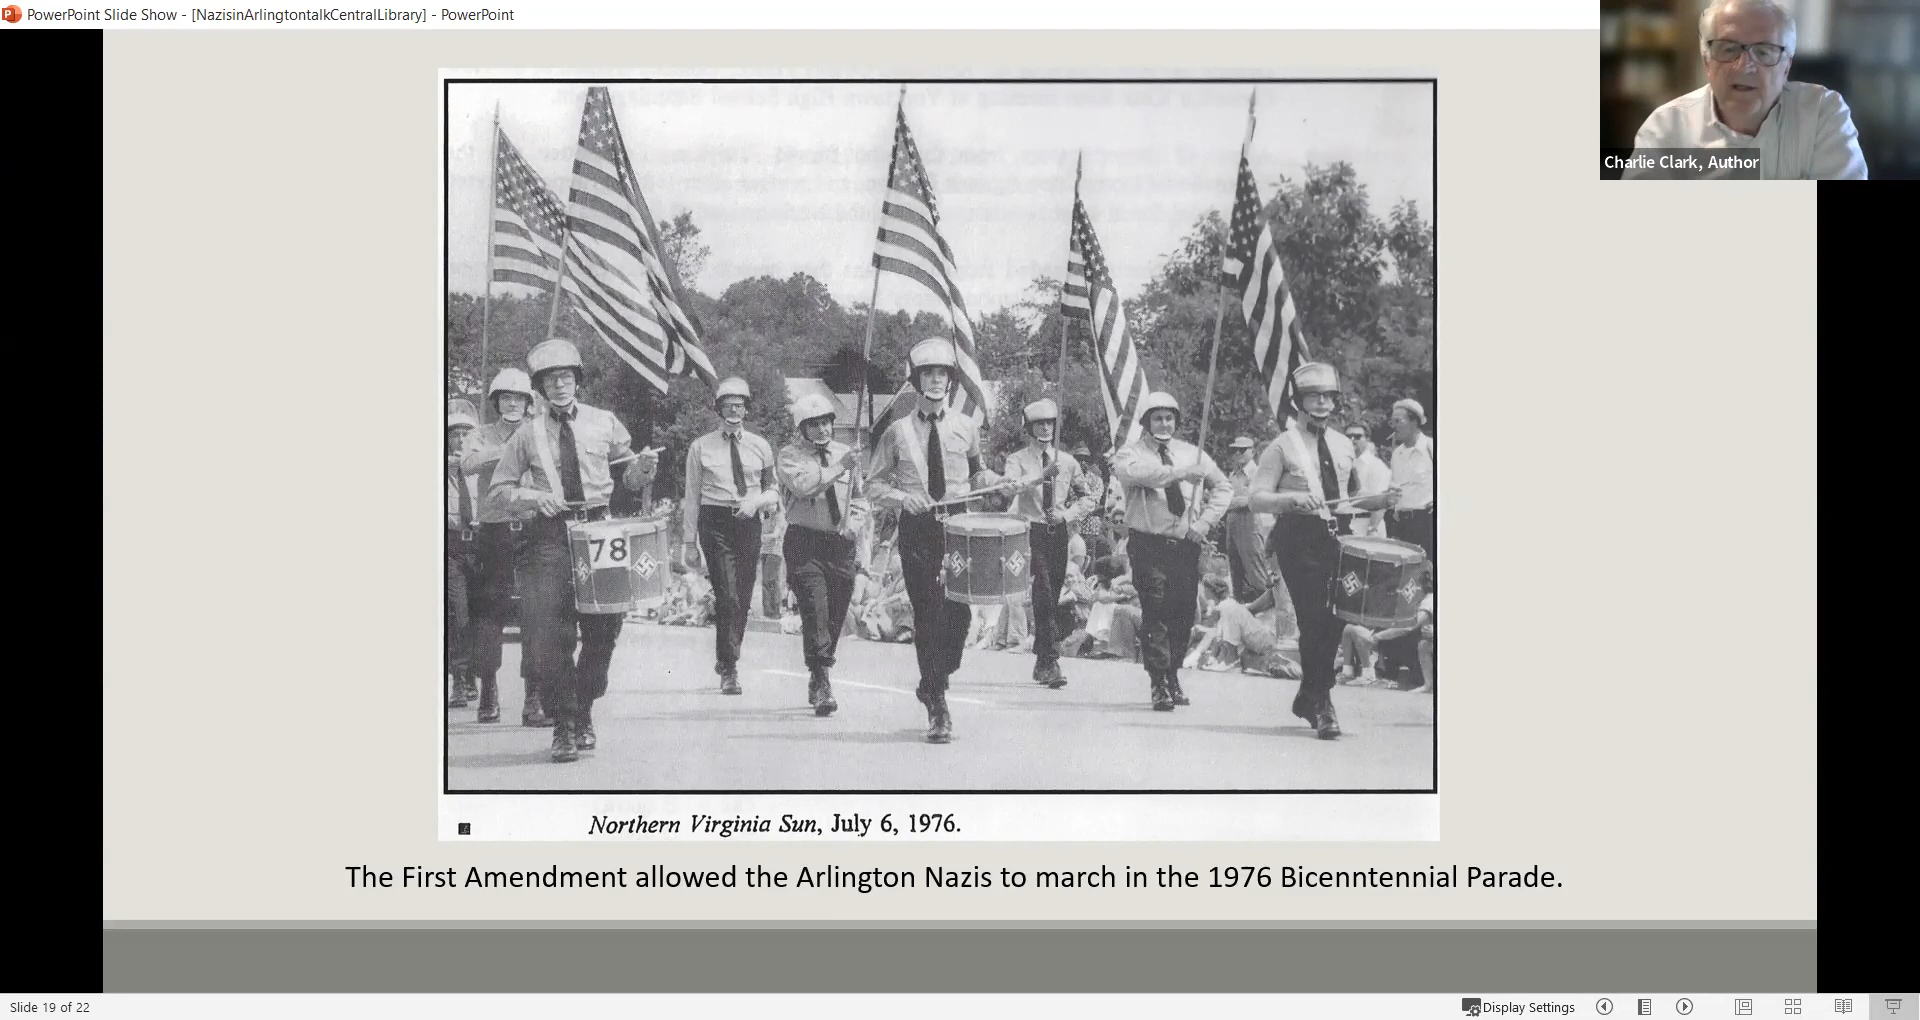 PowerPoint Slide Show - [NazisinArlingtontalkCentralLibrary] - PowerPoint
Charlie Clark, Author
78
Northern Virginia Sun, July 6, 1976.
The First Amendment allowed the Arlington Nazis to march in the 1976 Bicenntennial Parade.
Slide 19 of 22
Display Settings